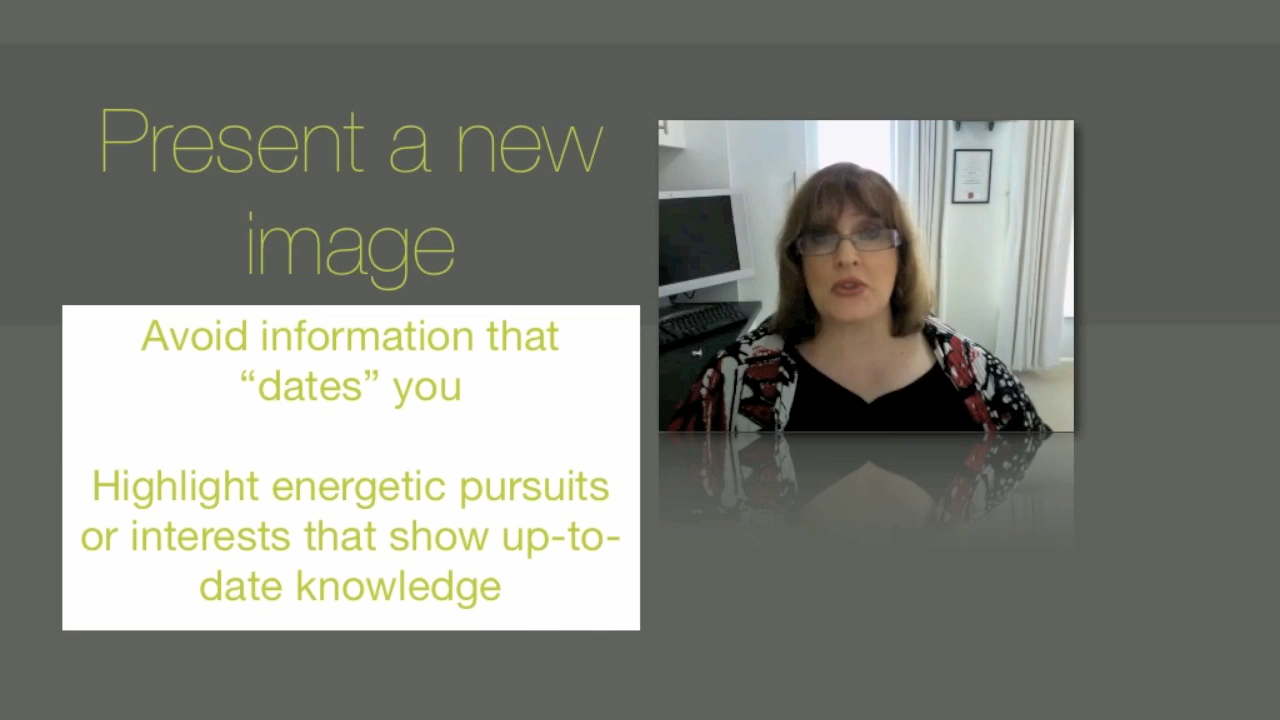 Present a new
image
Avoid information that
“dates” you
Highlight energetic pursuits
or interests that show up-to-
date knowledge